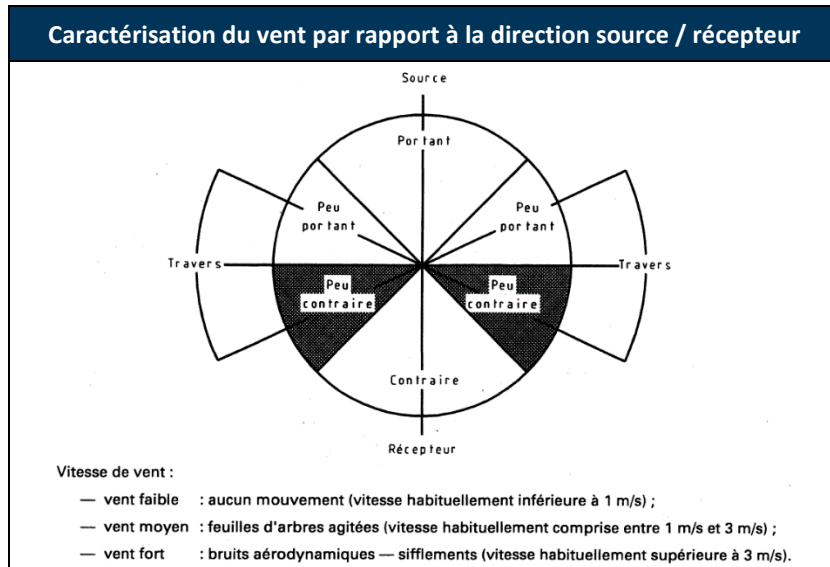 Caractérisation du vent par rapport à la direction source / récepteur
Source
Portant
Peu
portant
Peu
portant
Travers
Travers
Peu
contraire
Peu
contraire
Contraire
Récepteur
Vitesse de vent :
— vent faible : aucun mouvement (vitesse habituellement inférieure à 1 m/s) ;
— vent moyen : feuilles d'arbres agitées (vitesse habituellement comprise entre 1 m/s et 3 m/s) ;
— vent fort : bruits aérodynamiques — sifflements (vitesse habituellement supérieure à 3 m/s).